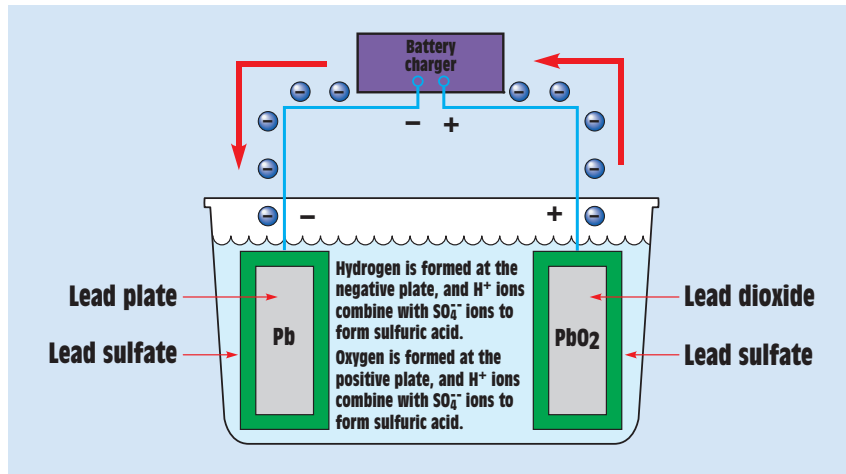 Battery
charger
− +
− +
Lead plate
Lead sulfate
Pb
Hydrogen is formed at the
negative plate, and H⁺ ions
combine with SO₄⁻⁻ ions to
form sulfuric acid.
Oxygen is formed at the
positive plate, and H⁺ ions
combine with SO₄⁻⁻ ions to
form sulfuric acid.
PbO₂
Lead dioxide
Lead sulfate